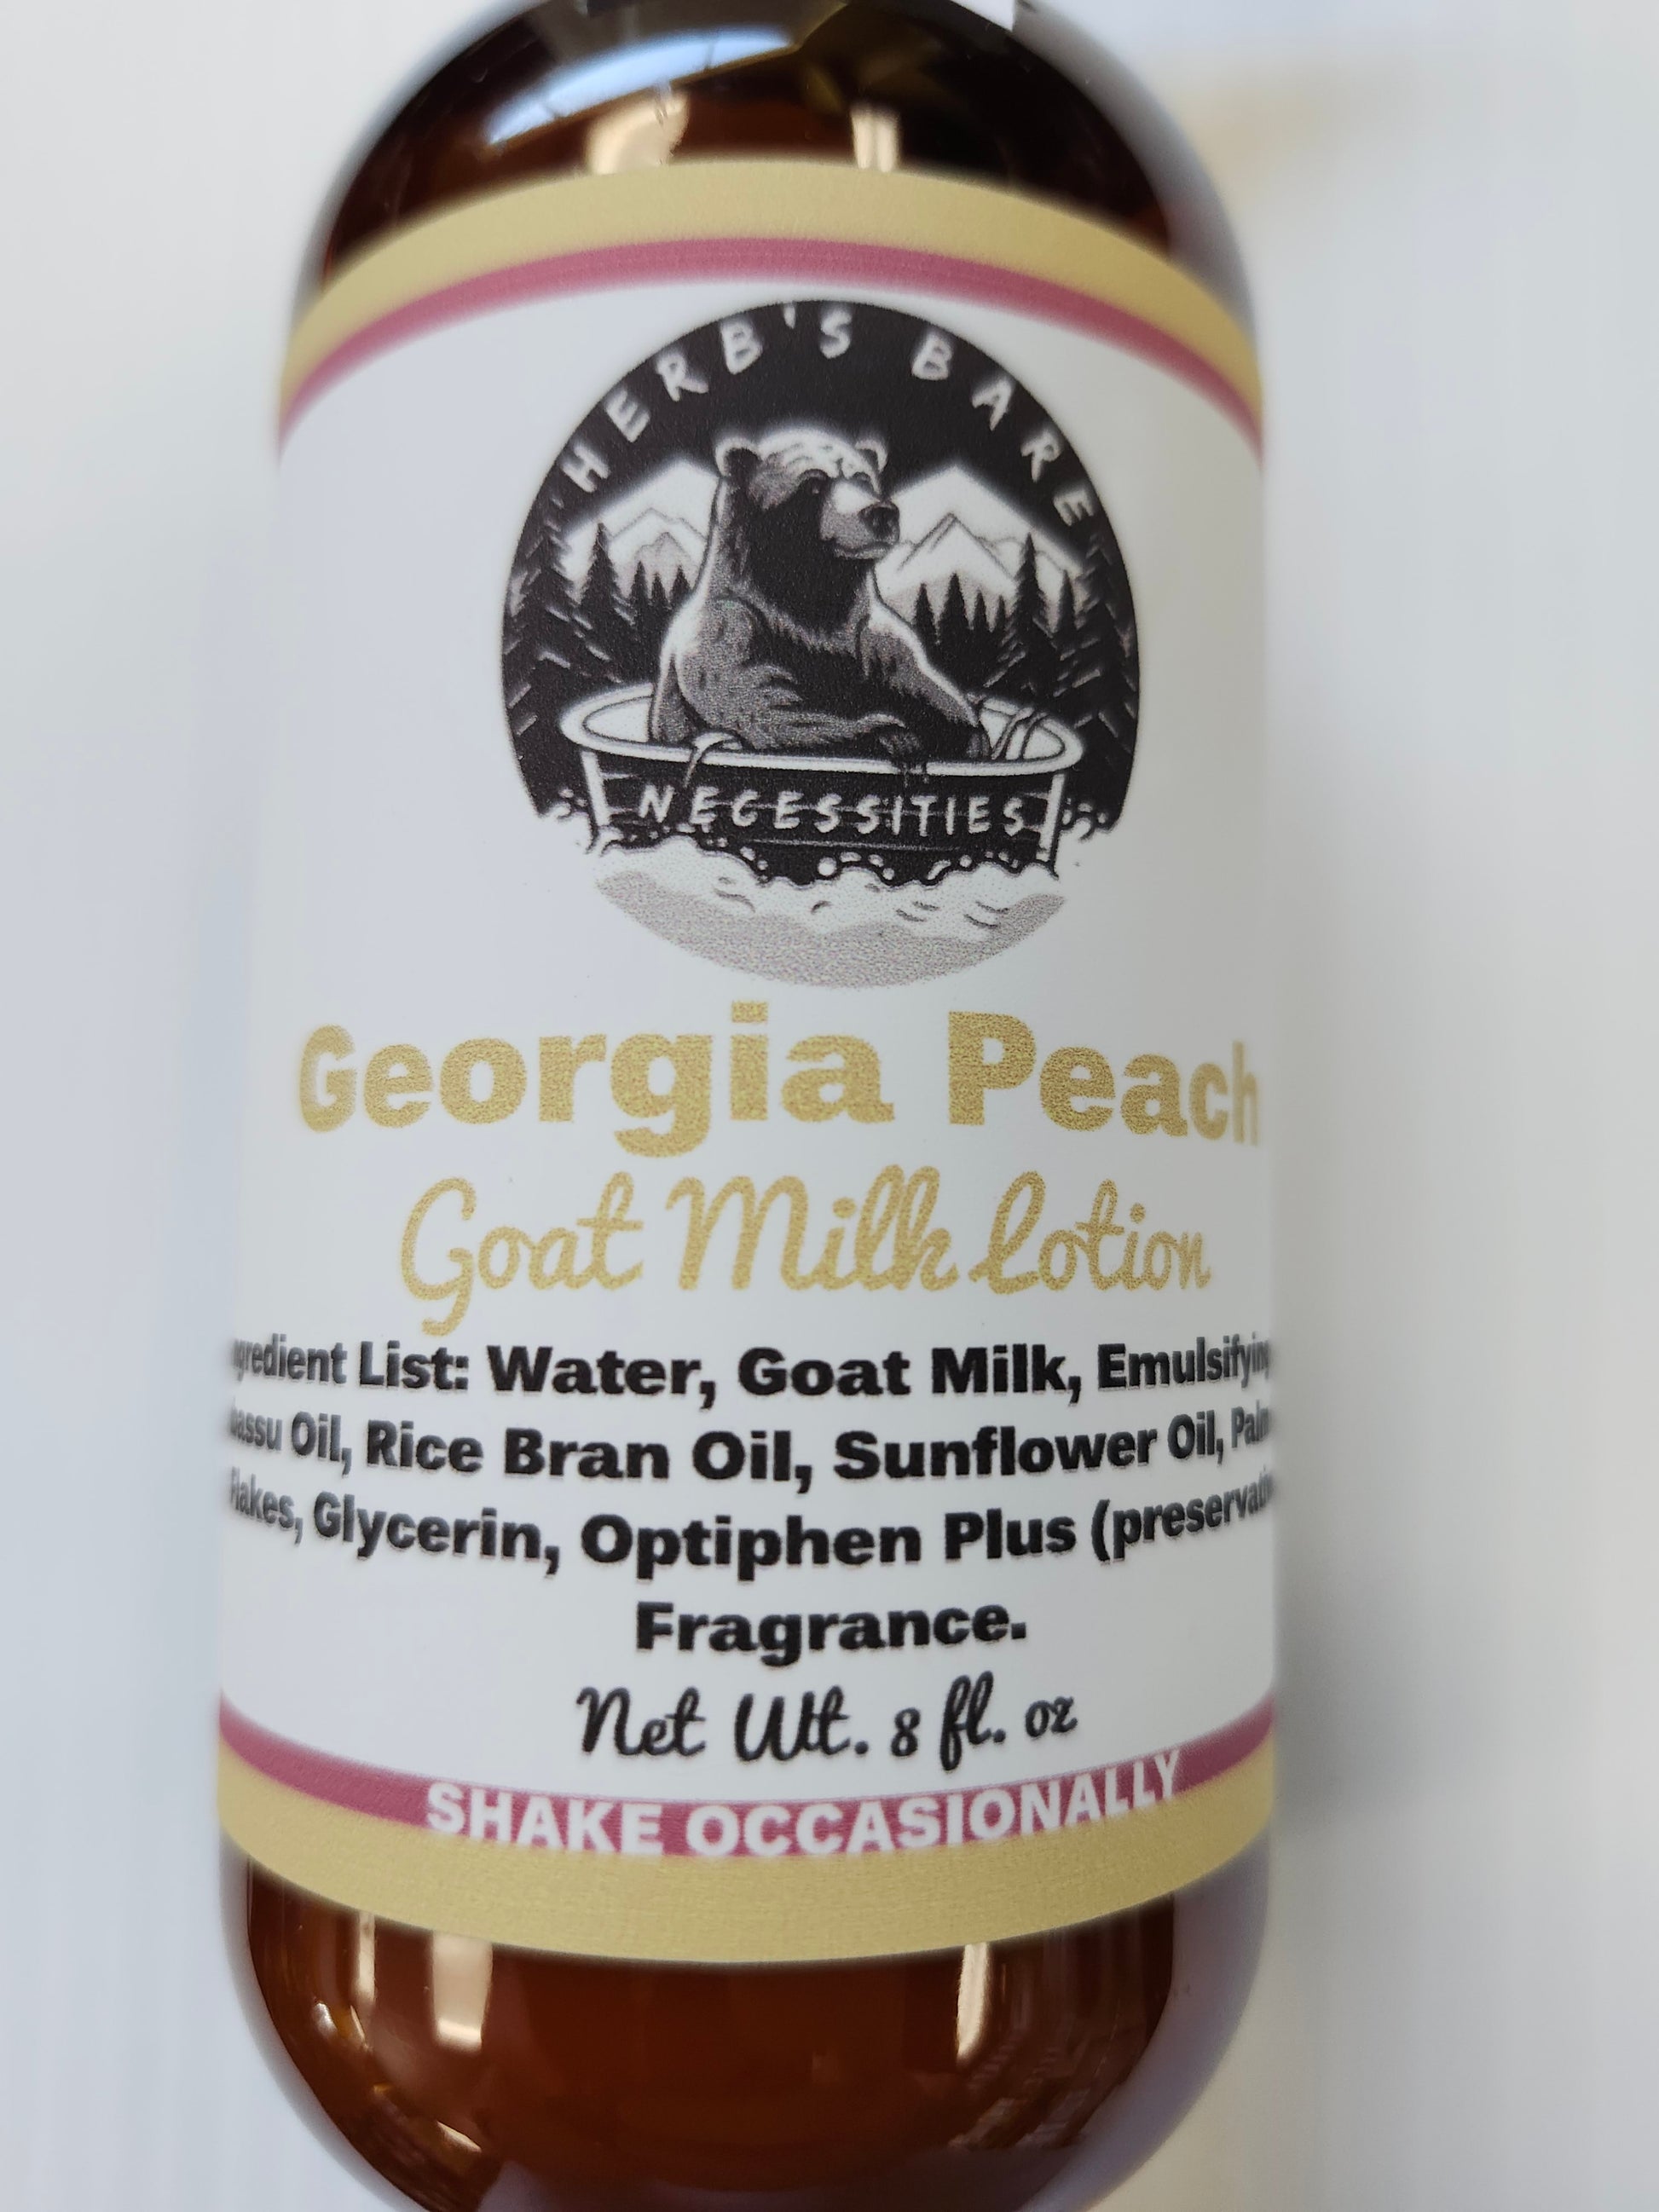 HERB'S BARE
NECESSITIES
Georgia Peach
Goat Milk Lotion
List: Water, Goat Milk, Emulsifying
Oil, Rice Bran Oil, Sunflower Oil,
Glycerin, Optiphen Plus
Fragrance.
Net Wt. 8 fl. oz
SHAKE OCCASIONALLY